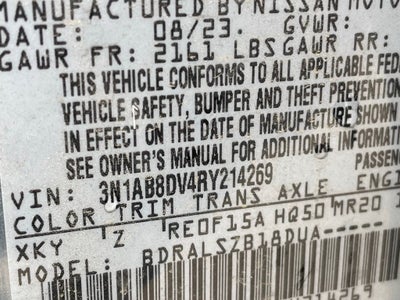 MANUFACTURED BY NISSAN MOTO
DATE: 08/23. GVWR:
GAWR FR: 2161 LBS GAWR RR:
THIS VEHICLE CONFORMS TO ALL APPLICABLE FED
VEHICLE SAFETY, BUMPER AND THEFT PREVENTION
IN EFFECT ON THE DATE OF MANUFACTURE SHOWN
SEE OWNER'S MANUAL FOR ADDITIONAL INFORMAT
PASSEN
VIN: 3N1AB8DV4RY214269
COLOR TRIM TRANS AXLE ENGI
XKY Z RE0F15A HQ50 MR20
MODEL: BDRALSZB18DUA-----